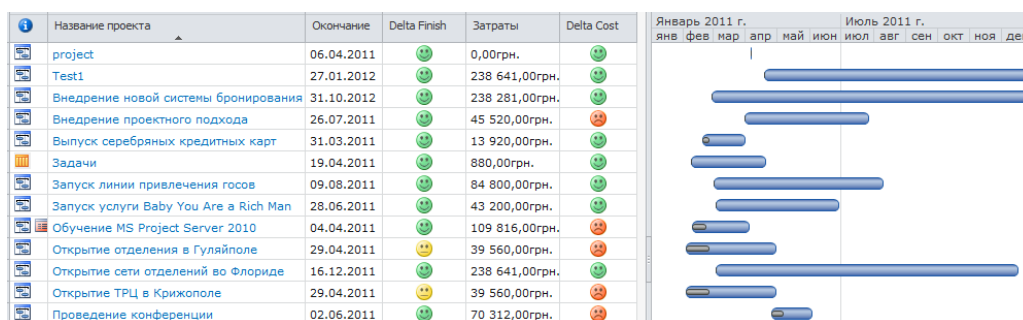 Название проекта Окончание Delta Finish Затраты Delta Cost Январь 2011 г. Июль 2011 г.
янв фев мар апр май июн июл авг сен окт ноя
project 06.04.2011 0,00грн.
Test1 27.01.2012 238 641,00грн.
Внедрение новой системы бронирования 31.10.2012 238 281,00грн.
Внедрение проектного подхода 26.07.2011 45 520,00грн.
Выпуск серебряных кредитных карт 31.03.2011 13 920,00грн.
Задачи 19.04.2011 880,00грн.
Запуск линии привлечения госов 09.08.2011 84 800,00грн.
Запуск услуги Baby You Are a Rich Man 28.06.2011 43 200,00грн.
Обучение MS Project Server 2010 04.04.2011 109 816,00грн.
Открытие отделения в Гуляйполе 29.04.2011 39 560,00грн.
Открытие сети отделений во Флориде 16.12.2011 238 641,00грн.
Открытие ТРЦ в Крижополе 29.04.2011 39 560,00грн.
Проведение конференции 02.06.2011 70 312,00грн.